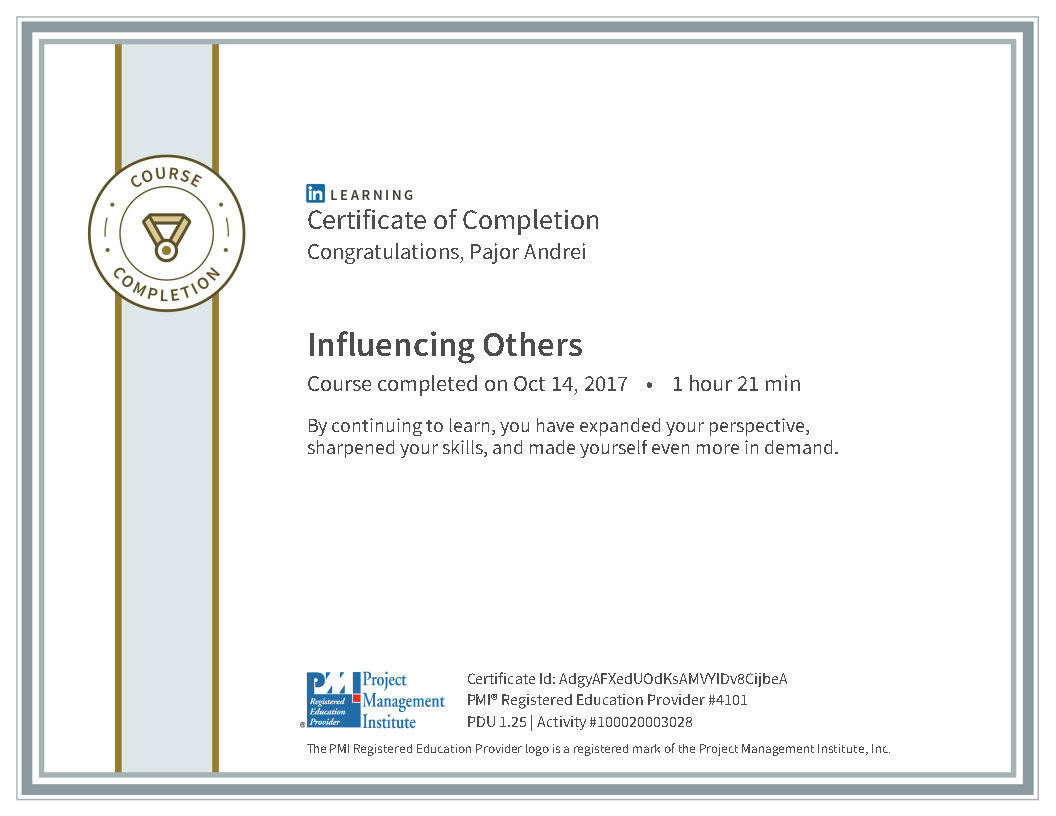 COURSE
COMPLETION
in LEARNING
Certificate of Completion
Congratulations, Pajor Andrei
Influencing Others
Course completed on Oct 14, 2017 • 1 hour 21 min
By continuing to learn, you have expanded your perspective,
sharpened your skills, and made yourself even more in demand.
PMI Project
Registered Management
Education Institute
® Provider
Certificate Id: AdgyAFXedUOdKsAMVYlDv8CijbeA
PMI® Registered Education Provider #4101
PDU 1.25 | Activity #100020003028
The PMI Registered Education Provider logo is a registered mark of the Project Management Institute, Inc.